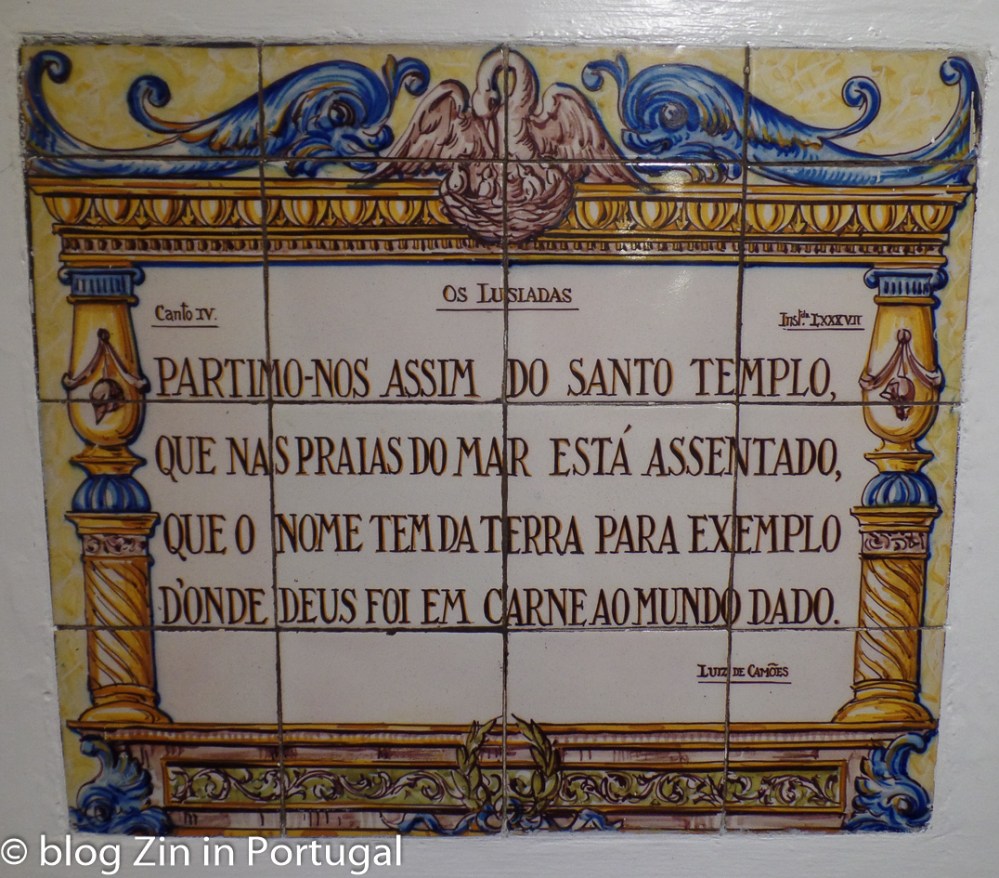 OS LUSIADAS
Canto IV.
Inst.da LXXXVII
PARTIMO-NOS ASSIM DO SANTO TEMPLO,
QUE NAS PRAIAS DO MAR ESTÁ ASSENTADO,
QUE O NOME TEM DA TERRA PARA EXEMPLO
D'ONDE DEUS FOI EM CARNE AO MUNDO DADO.
LUIZ DE CAMÕES
© blog Zin in Portugal